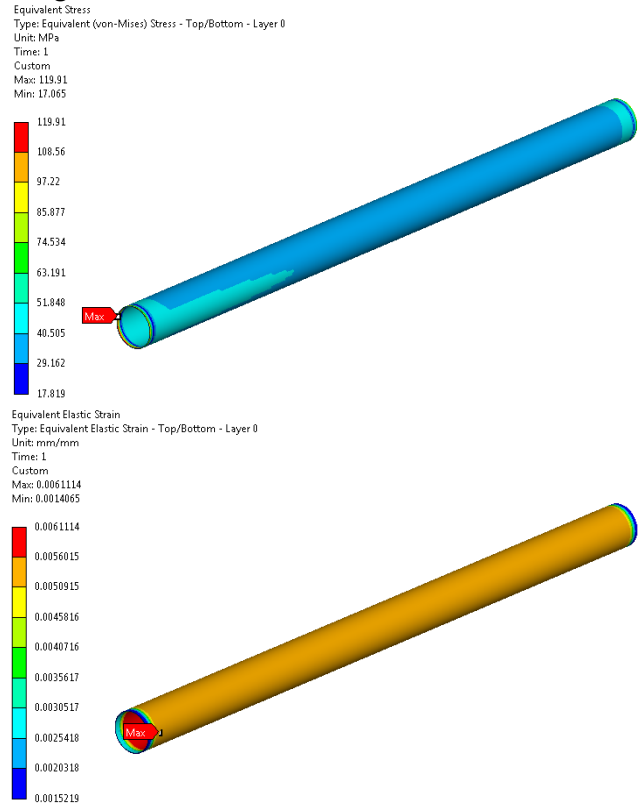 Equivalent Stress
Type: Equivalent (von-Mises) Stress - Top/Bottom - Layer 0
Unit: MPa
Time: 1
Custom
Max: 119.91
Min: 17.065
119.91
108.56
97.22
85.877
74.534
63.191
51.848
40.505
29.162
17.819
Max
Equivalent Elastic Strain
Type: Equivalent Elastic Strain - Top/Bottom - Layer 0
Unit: mm/mm
Time: 1
Custom
Max: 0.0061114
Min: 0.0014065
0.0061114
0.0056015
0.0050915
0.0045816
0.0040716
0.0035617
0.0030517
0.0025418
0.0020318
0.0015219
Max